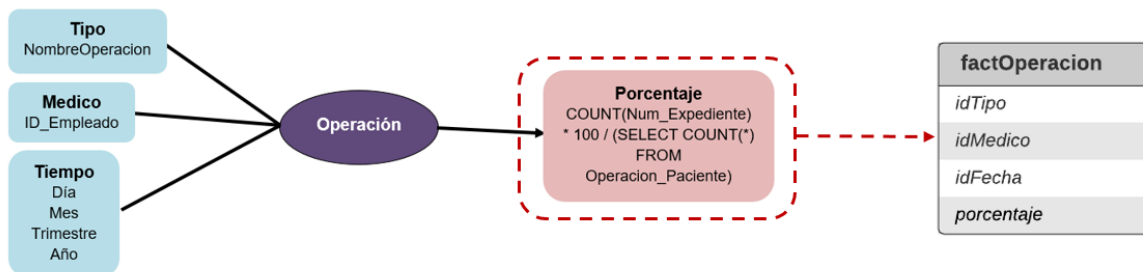 Tipo
NombreOperacion
Medico
ID_Empleado
Tiempo
Día
Mes
Trimestre
Año
Operación
Porcentaje
COUNT(Num_Expediente)
* 100 / (SELECT COUNT(*)
FROM
Operacion_Paciente)
factOperacion
idTipo
idMedico
idFecha
porcentaje